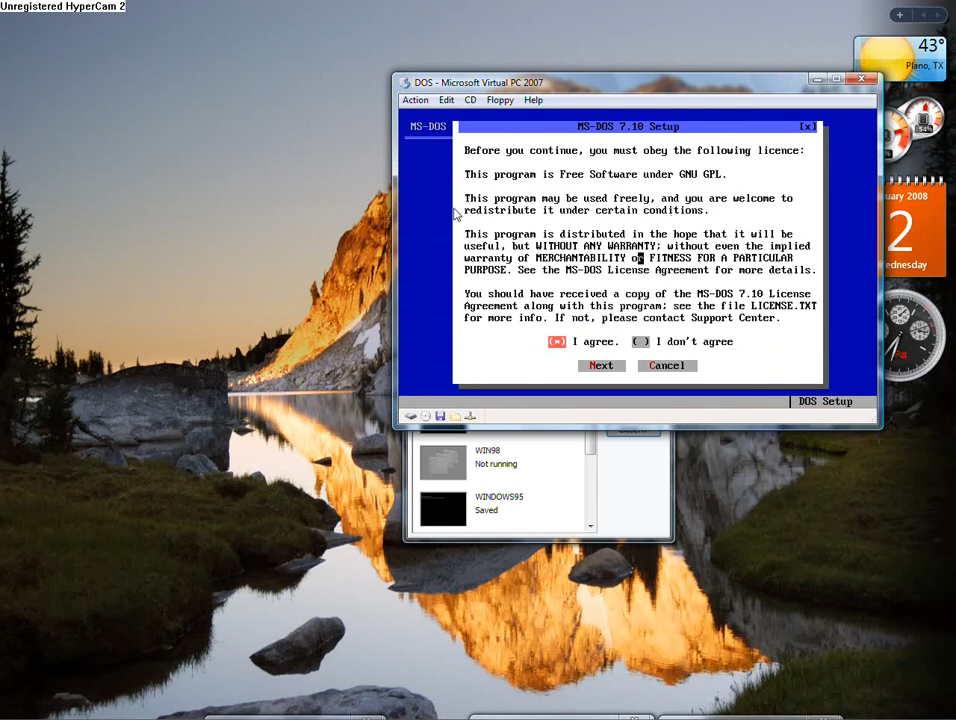 Unregistered HyperCam 2
43°
Plano, TX
DOS - Microsoft Virtual PC 2007
Action Edit CD Floppy Help
54%
MS-DOS
MS-DOS 7.10 Setup [x]
Before you continue, you must obey the following licence:
This program is Free Software under GNU GPL.
This program may be used freely, and you are welcome to
redistribute it under certain conditions.
This program is distributed in the hope that it will be
useful, but WITHOUT ANY WARRANTY; without even the implied
warranty of MERCHANTABILITY or FITNESS FOR A PARTICULAR
PURPOSE. See the MS-DOS License Agreement for more details.
You should have received a copy of the MS-DOS 7.10 License
Agreement along with this program; see the file LICENSE.TXT
for more info. If not, please contact Support Center.
(•) I agree. ( ) I don't agree
Next Cancel
DOS Setup
uary 2008
2
ednesday
WIN98
Not running
WINDOWS95
Saved